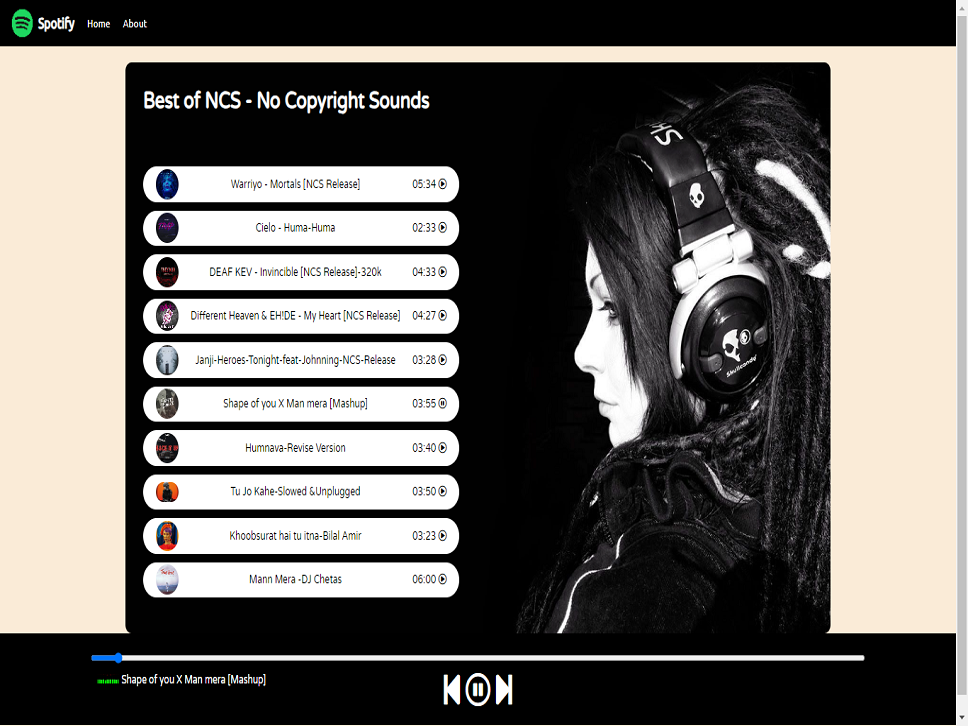 Spotify Home About
Best of NCS - No Copyright Sounds
Warriyo - Mortals [NCS Release] 05:34
Cielo - Huma-Huma 02:33
DEAF KEV - Invincible [NCS Release]-320k 04:33
Different Heaven & EH!DE - My Heart [NCS Release] 04:27
Janji-Heroes-Tonight-feat-Johnning-NCS-Release 03:28
Shape of you X Man mera [Mashup] 03:55
Humnava-Revise Version 03:40
Tu Jo Kahe-Slowed &Unplugged 03:50
Khoobsurat hai tu itna-Bilal Amir 03:23
Mann Mera -DJ Chetas 06:00
SH
Skullcandy
Shape of you X Man mera [Mashup]